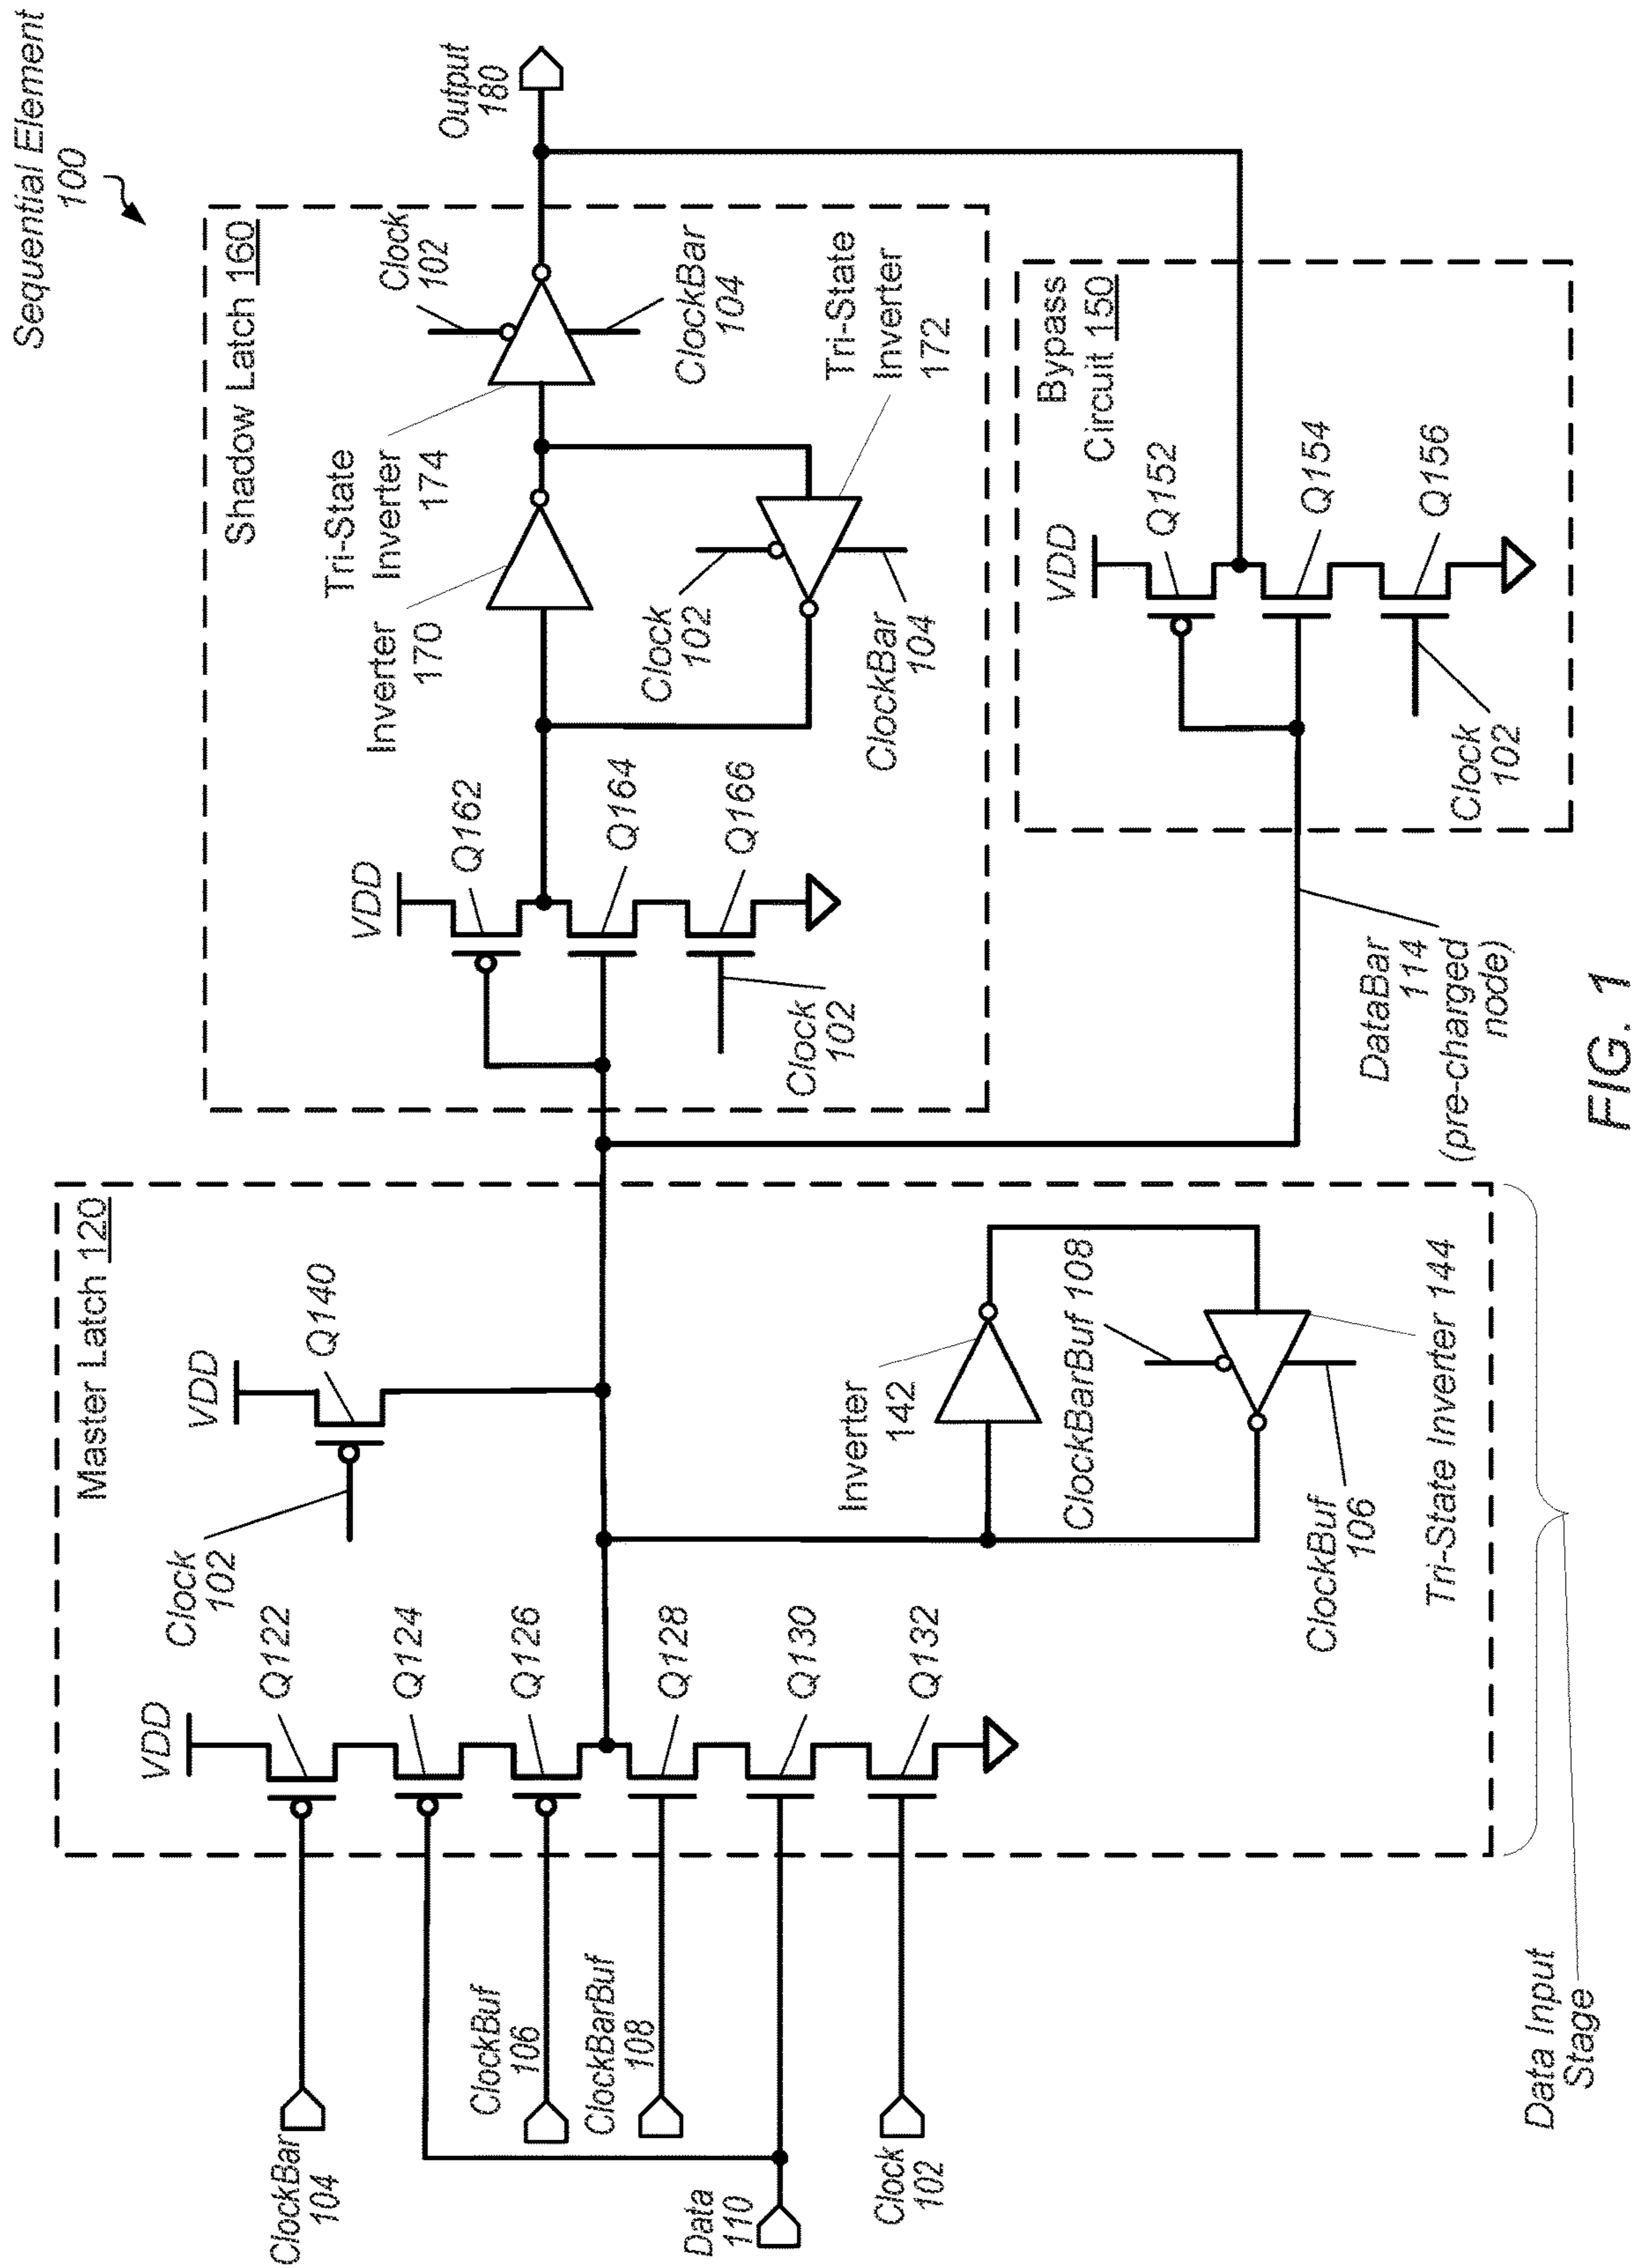 Sequential Element
100
Master Latch 120
Shadow Latch 160
Bypass
Circuit 150
ClockBar
104
ClockBuf
106
ClockBarBuf
108
Data
110
Clock
102
VDD
Q122
Q124
Q126
Q128
Q130
Q132
Clock
102
VDD
Q140
Inverter
142
ClockBarBuf 108
ClockBuf
106
Tri-State Inverter 144
Data Input
Stage
VDD
Q162
Q164
Q166
Clock
102
Inverter
170
Tri-State
Inverter
174
Clock
102
ClockBar
104
Clock
102
ClockBar
104
Tri-State
Inverter
172
Output
180
VDD
Q152
Q154
Q156
Clock
102
DataBar
114
(pre-charged
node)
FIG. 1